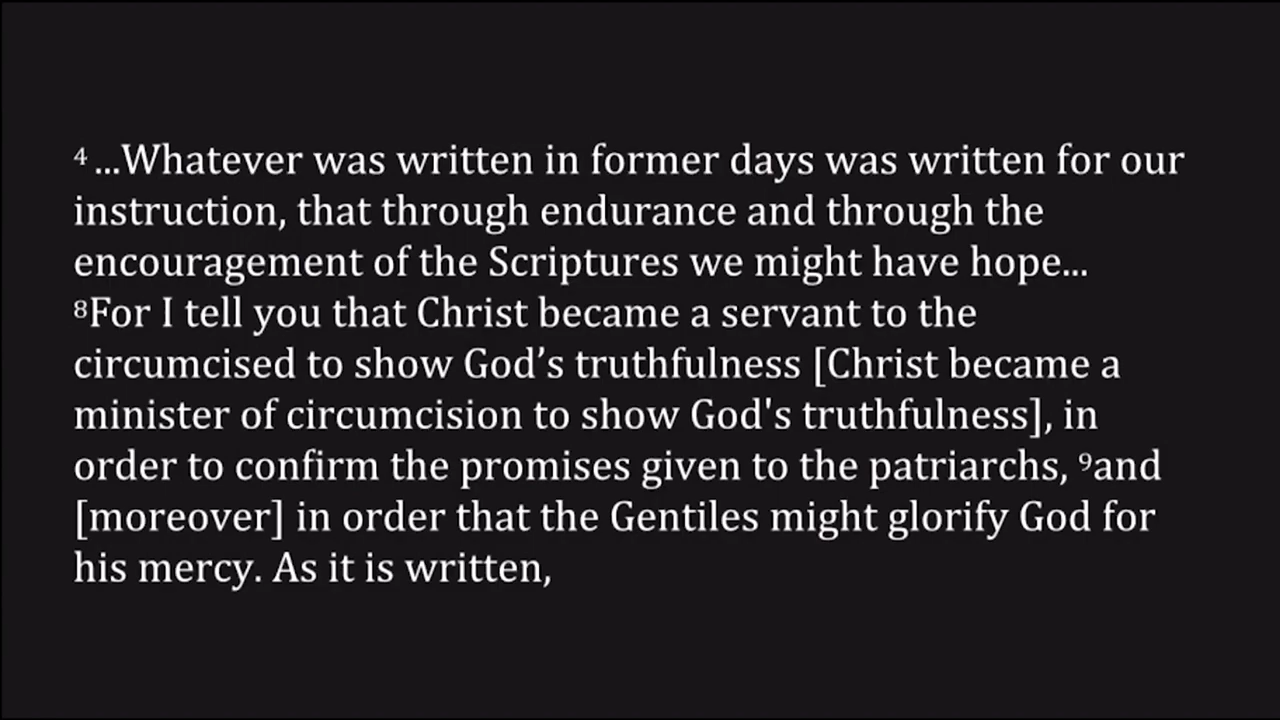 ⁴ ...Whatever was written in former days was written for our
instruction, that through endurance and through the
encouragement of the Scriptures we might have hope...
⁸For I tell you that Christ became a servant to the
circumcised to show God’s truthfulness [Christ became a
minister of circumcision to show God's truthfulness], in
order to confirm the promises given to the patriarchs, ⁹and
[moreover] in order that the Gentiles might glorify God for
his mercy. As it is written,